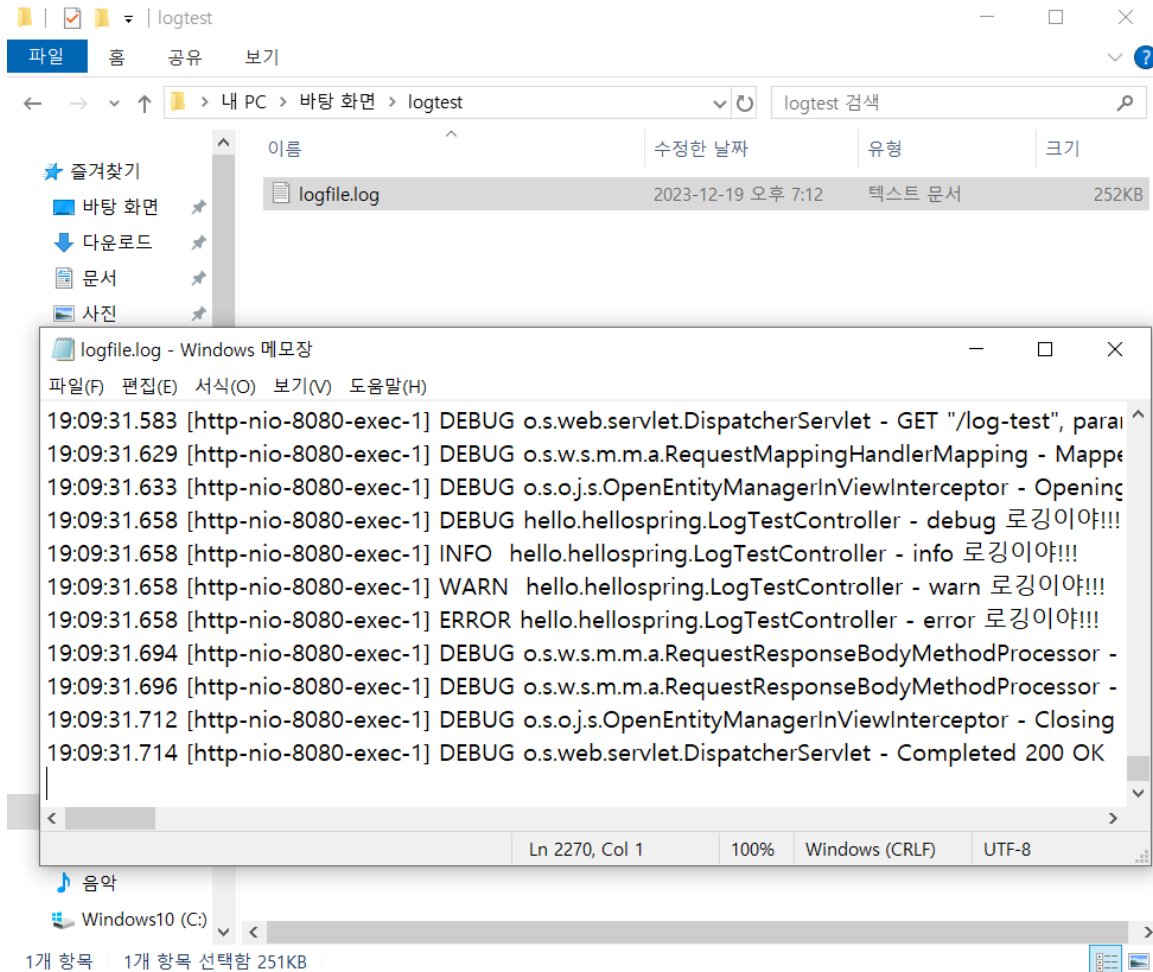 logtest
파일 홈 공유 보기
내 PC > 바탕 화면 > logtest
logtest 검색
이름 수정한 날짜 유형 크기
즐겨찾기
logfile.log 2023-12-19 오후 7:12 텍스트 문서 252KB
바탕 화면
다운로드
문서
사진
logfile.log - Windows 메모장
파일(F) 편집(E) 서식(O) 보기(V) 도움말(H)
19:09:31.583 [http-nio-8080-exec-1] DEBUG o.s.web.servlet.DispatcherServlet - GET "/log-test",
19:09:31.629 [http-nio-8080-exec-1] DEBUG o.s.w.s.m.m.a.RequestMappingHandlerMapping - Mappe
19:09:31.633 [http-nio-8080-exec-1] DEBUG o.s.o.j.s.OpenEntityManagerInViewInterceptor - Opening
19:09:31.658 [http-nio-8080-exec-1] DEBUG hello.hellospring.LogTestController - debug 로깅이야!!!
19:09:31.658 [http-nio-8080-exec-1] INFO hello.hellospring.LogTestController - info 로깅이야!!!
19:09:31.658 [http-nio-8080-exec-1] WARN hello.hellospring.LogTestController - warn 로깅이야!!!
19:09:31.658 [http-nio-8080-exec-1] ERROR hello.hellospring.LogTestController - error 로깅이야!!!
19:09:31.694 [http-nio-8080-exec-1] DEBUG o.s.w.s.m.m.a.RequestResponseBodyMethodProcessor -
19:09:31.696 [http-nio-8080-exec-1] DEBUG o.s.w.s.m.m.a.RequestResponseBodyMethodProcessor -
19:09:31.712 [http-nio-8080-exec-1] DEBUG o.s.o.j.s.OpenEntityManagerInViewInterceptor - Closing
19:09:31.714 [http-nio-8080-exec-1] DEBUG o.s.web.servlet.DispatcherServlet - Completed 200 OK
Ln 2270, Col 1 100% Windows (CRLF) UTF-8
음악
Windows10 (C:)
1개 항목 1개 항목 선택함 251KB